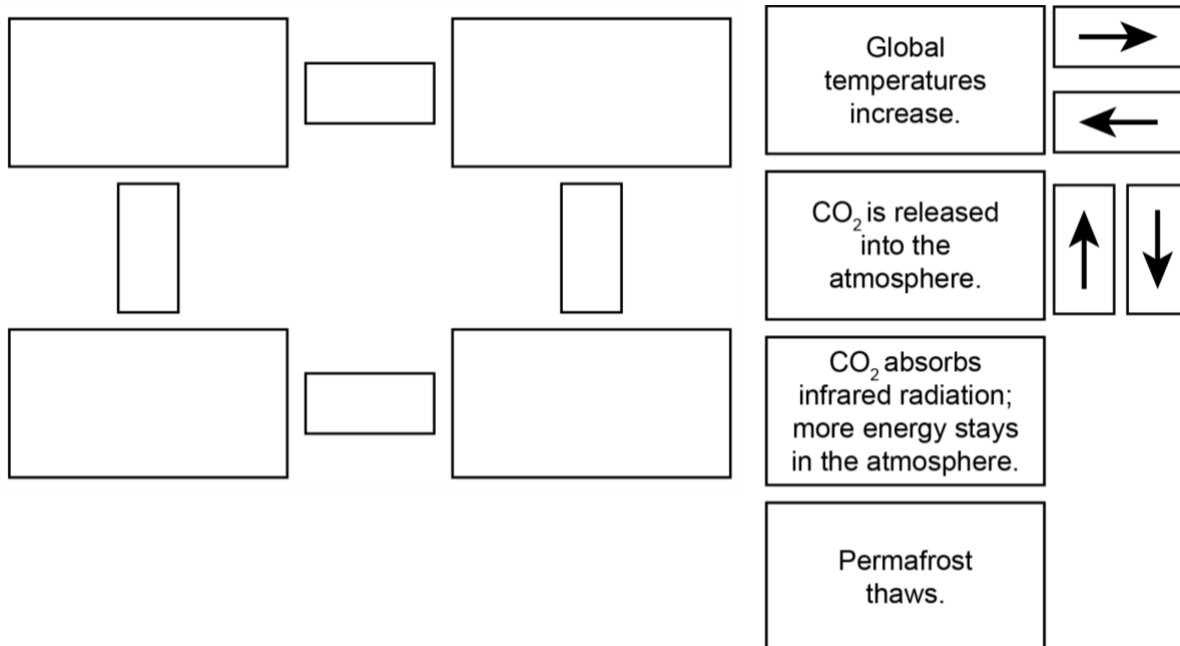 Global
temperatures
increase.
CO₂ is released
into the
atmosphere.
CO₂ absorbs
infrared radiation;
more energy stays
in the atmosphere.
Permafrost
thaws.